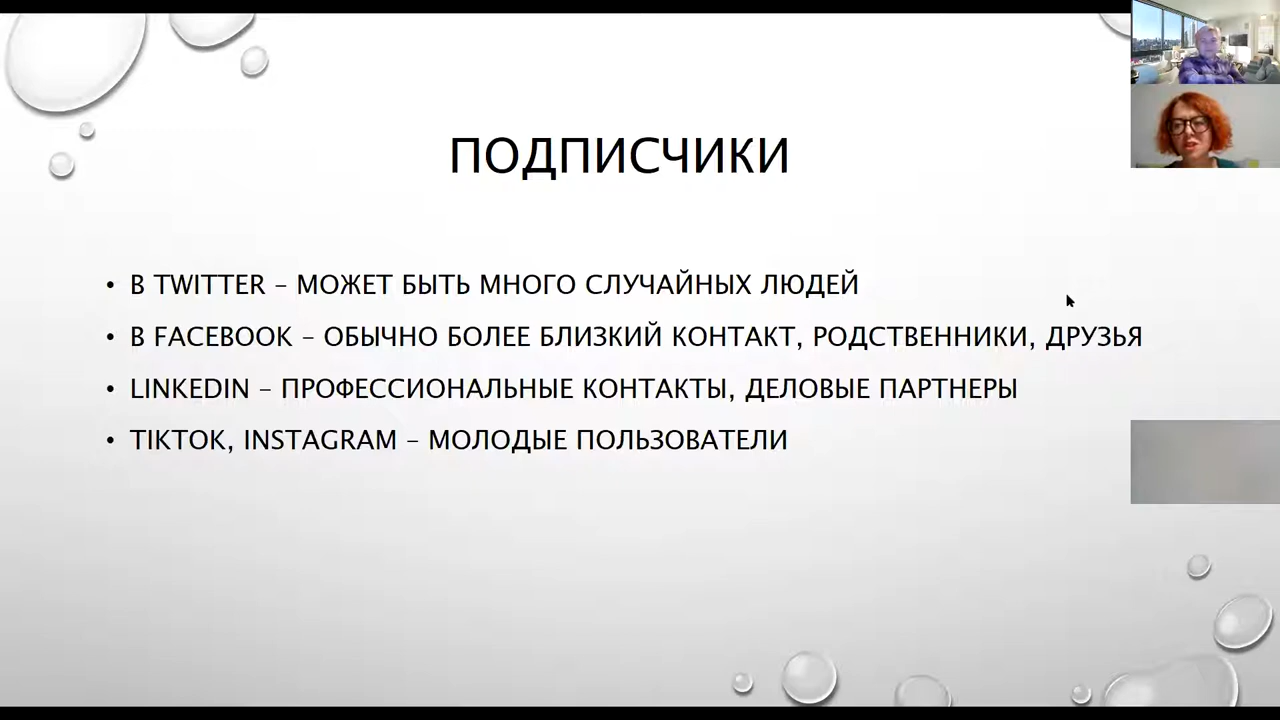 ПОДПИСЧИКИ
• В TWITTER – МОЖЕТ БЫТЬ МНОГО СЛУЧАЙНЫХ ЛЮДЕЙ
• В FACEBOOK – ОБЫЧНО БОЛЕЕ БЛИЗКИЙ КОНТАКТ, РОДСТВЕННИКИ, ДРУЗЬЯ
• LINKEDIN – ПРОФЕССИОНАЛЬНЫЕ КОНТАКТЫ, ДЕЛОВЫЕ ПАРТНЕРЫ
• TIKTOK, INSTAGRAM – МОЛОДЫЕ ПОЛЬЗОВАТЕЛИ